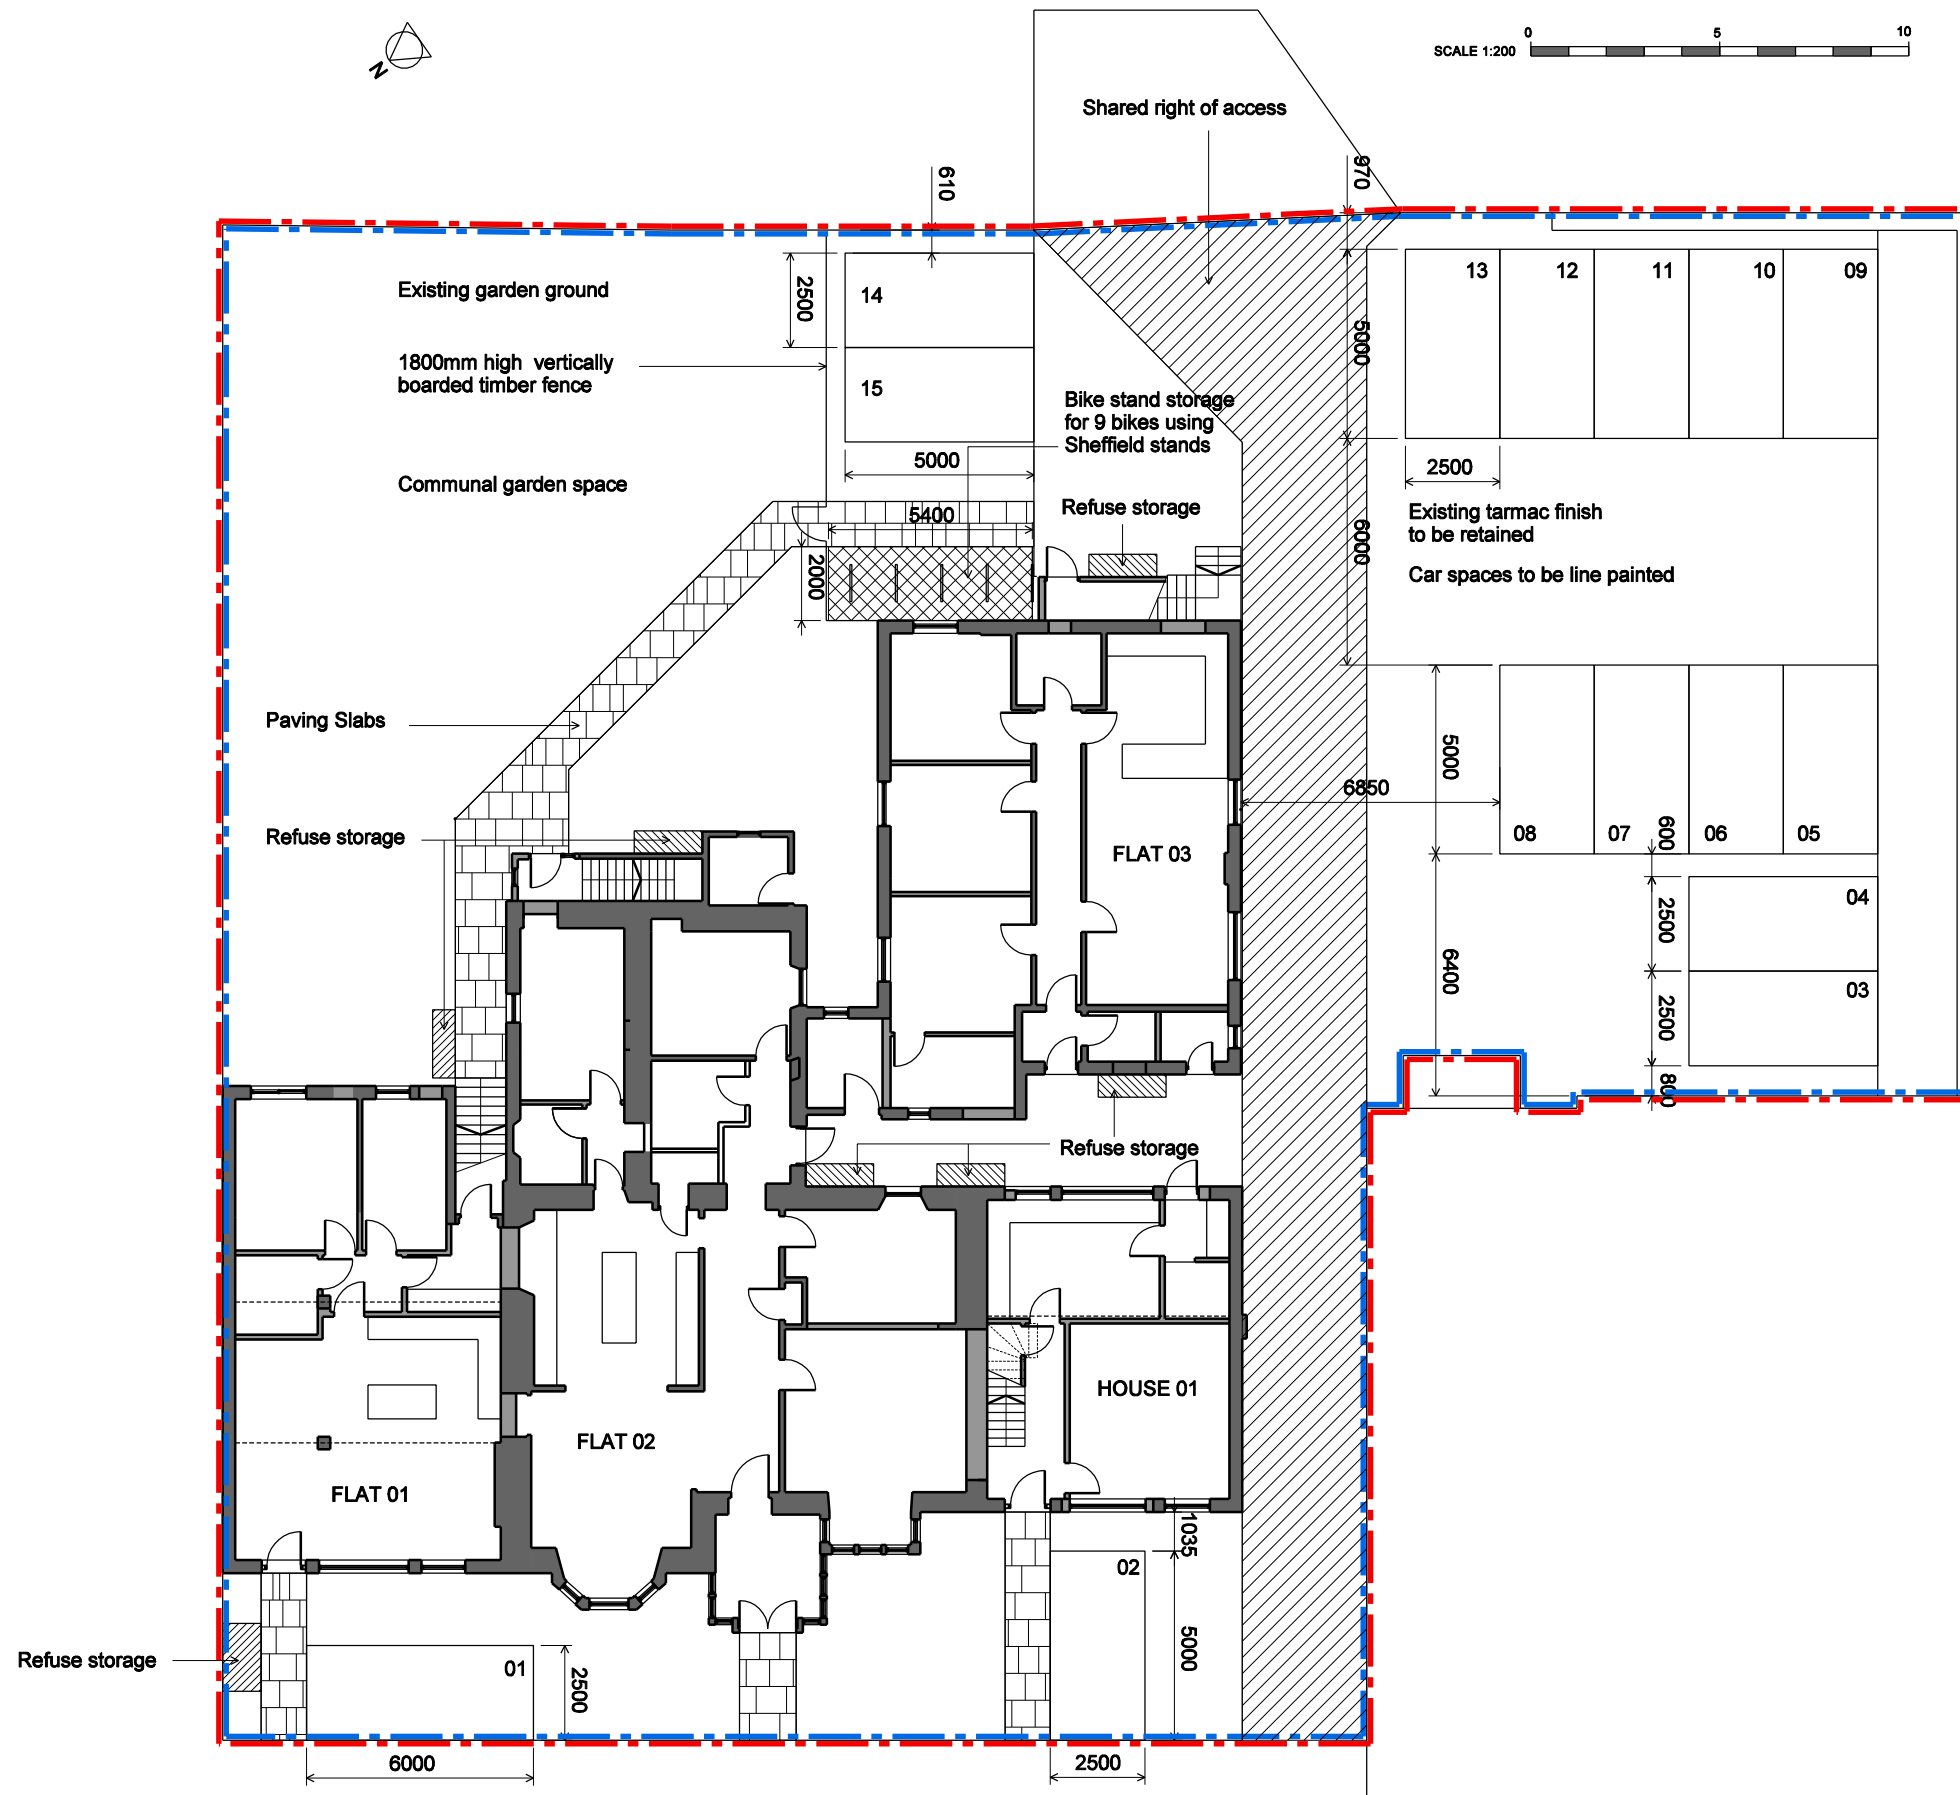 N
SCALE 1:200
0
5
10
Shared right of access
610
970
Existing garden ground
2500
14
13
12
11
10
09
1800mm high vertically
boarded timber fence
15
5000
Bike stand storage
for 9 bikes using
Sheffield stands
5000
2500
Communal garden space
5400
Refuse storage
Existing tarmac finish
to be retained
6000
2000
Car spaces to be line painted
Paving Slabs
5000
6850
Refuse storage
FLAT 03
08
07
06
05
600
04
2500
6400
03
2500
800
Refuse storage
HOUSE 01
FLAT 02
FLAT 01
1035
02
5000
Refuse storage
01
2500
6000
2500